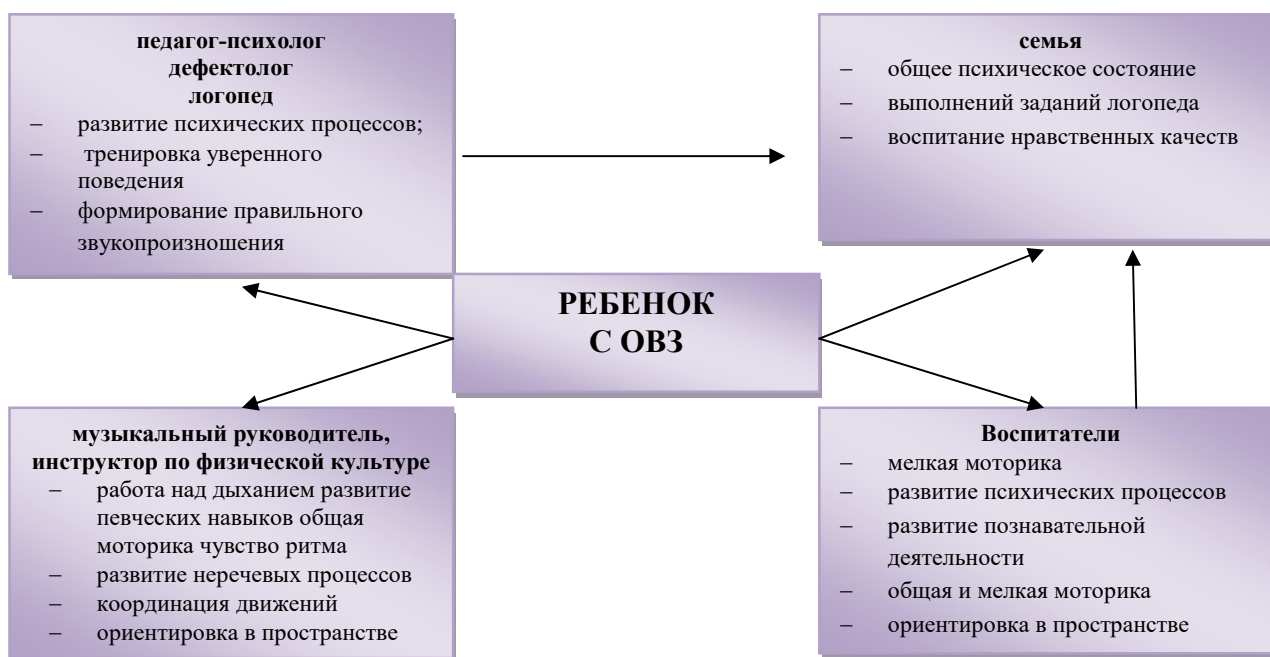 педагог-психолог
дефектолог
логопед
– развитие психических процессов;
– тренировка уверенного
поведения
– формирование правильного
звукопроизношения
семья
– общее психическое состояние
– выполнений заданий логопеда
– воспитание нравственных качеств
РЕБЕНОК
С ОВЗ
музыкальный руководитель,
инструктор по физической культуре
– работа над дыханием развитие
певческих навыков общая
моторика чувство ритма
– развитие неречевых процессов
– координация движений
– ориентировка в пространстве
Воспитатели
– мелкая моторика
– развитие психических процессов
– развитие познавательной
деятельности
– общая и мелкая моторика
– ориентировка в пространстве